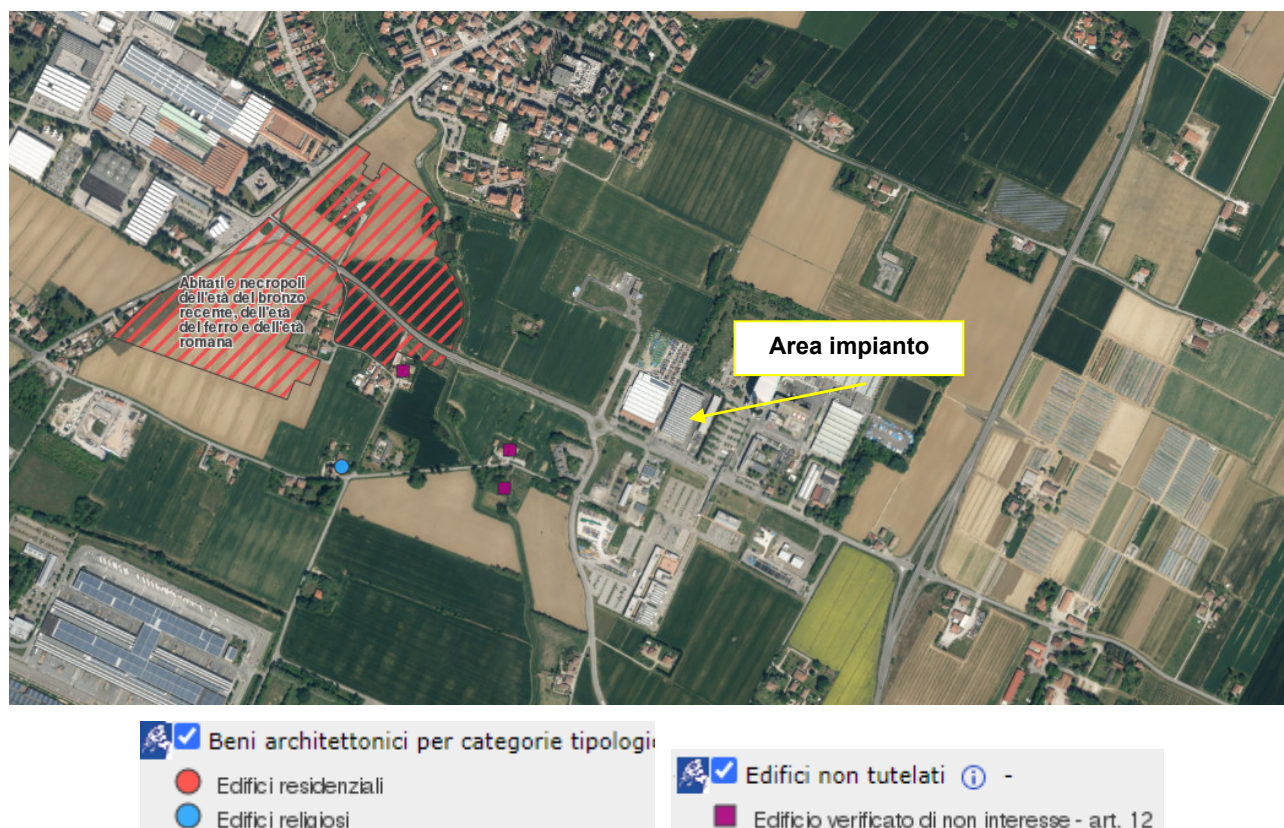 Abitati e necropoli
dell'età del bronzo
recente, dell'età
del ferro e dell'età
romana
Area impianto
Beni architettonici per categorie tipologi
Edifici residenziali
Edifici religiosi
Edifici non tutelati i -
Edificio verificato di non interesse - art. 12